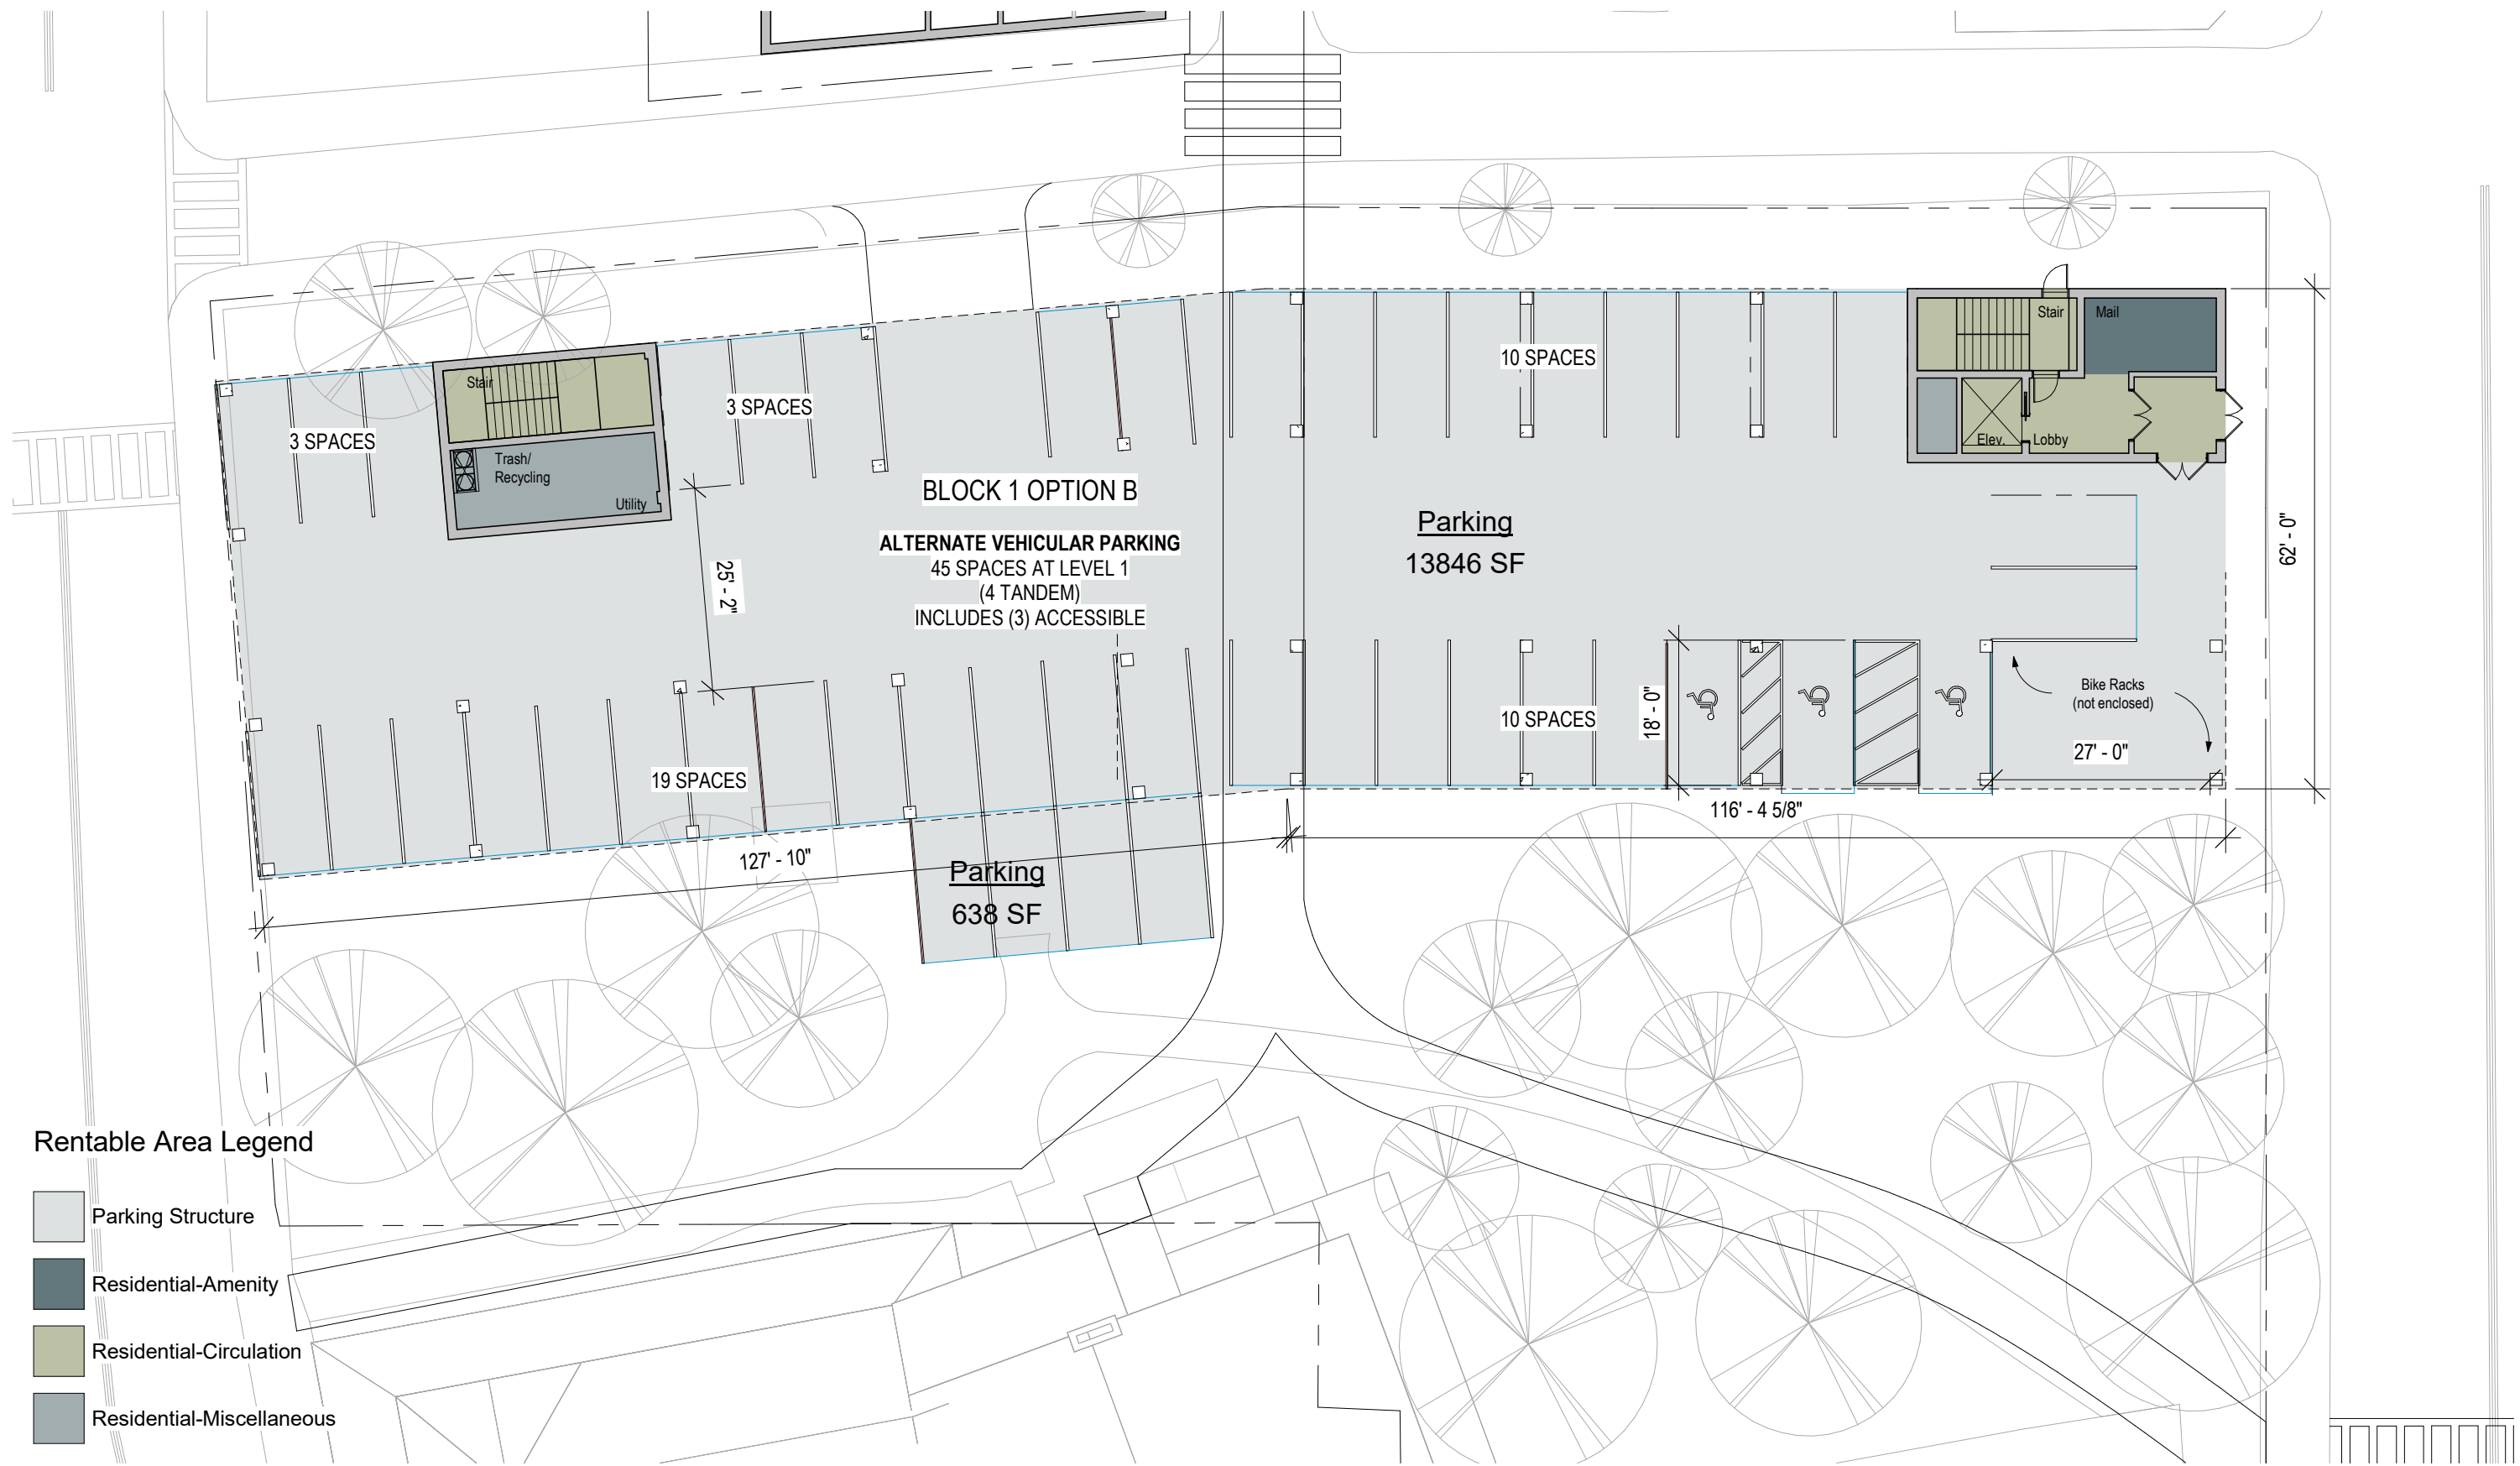 Stair
Mail
10 SPACES
3 SPACES
3 SPACES
Stair
Elev.
Lobby
Trash/
Recycling
Utility
BLOCK 1 OPTION B
ALTERNATE VEHICULAR PARKING
45 SPACES AT LEVEL 1
(4 TANDEM)
INCLUDES (3) ACCESSIBLE
Parking
13846 SF
62' - 0"
25' - 2"
Bike Racks
(not enclosed)
18' - 0"
10 SPACES
27' - 0"
19 SPACES
116' - 4 5/8"
127' - 10"
Parking
638 SF
Rentable Area Legend
Parking Structure
Residential-Amenity
Residential-Circulation
Residential-Miscellaneous